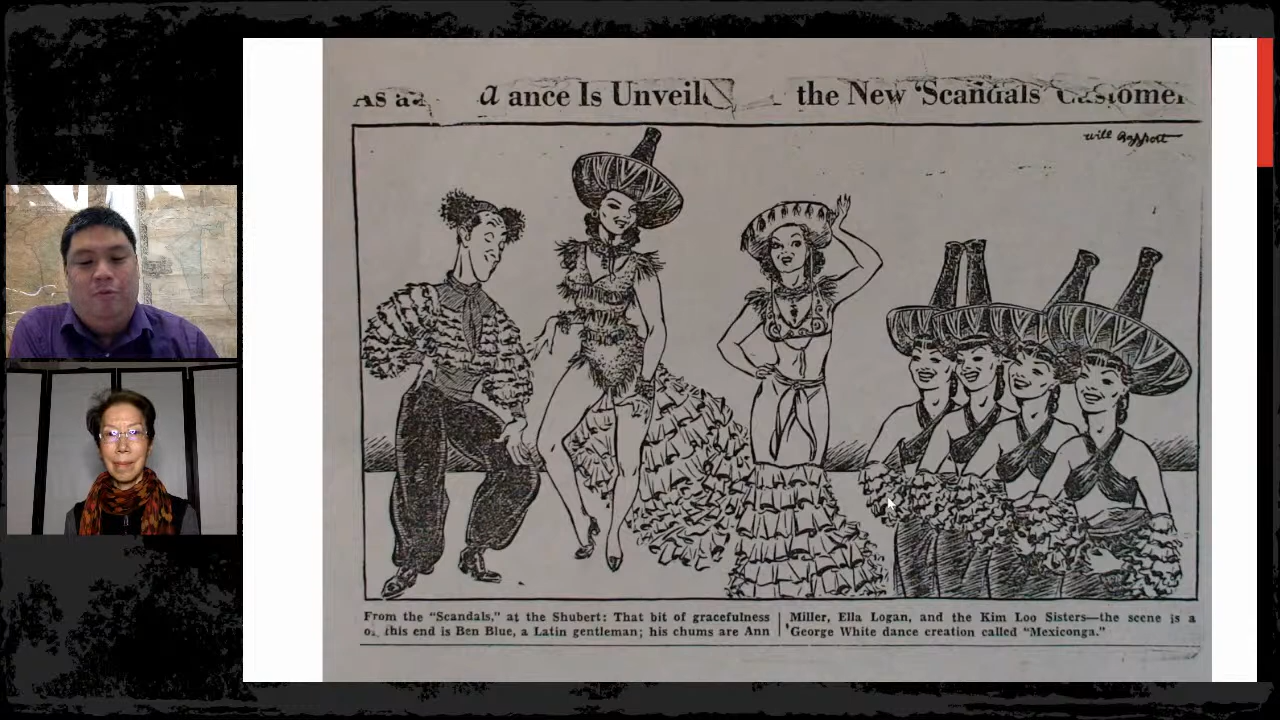 As a a ance Is Unveil the New 'Scandals' Customer
will Rapport
From the "Scandals," at the Shubert: That bit of gracefulness
this end is Ben Blue, a Latin gentleman; his chums are Ann
Miller, Ella Logan, and the Kim Loo Sisters—the scene is a
George White dance creation called "Mexiconga."